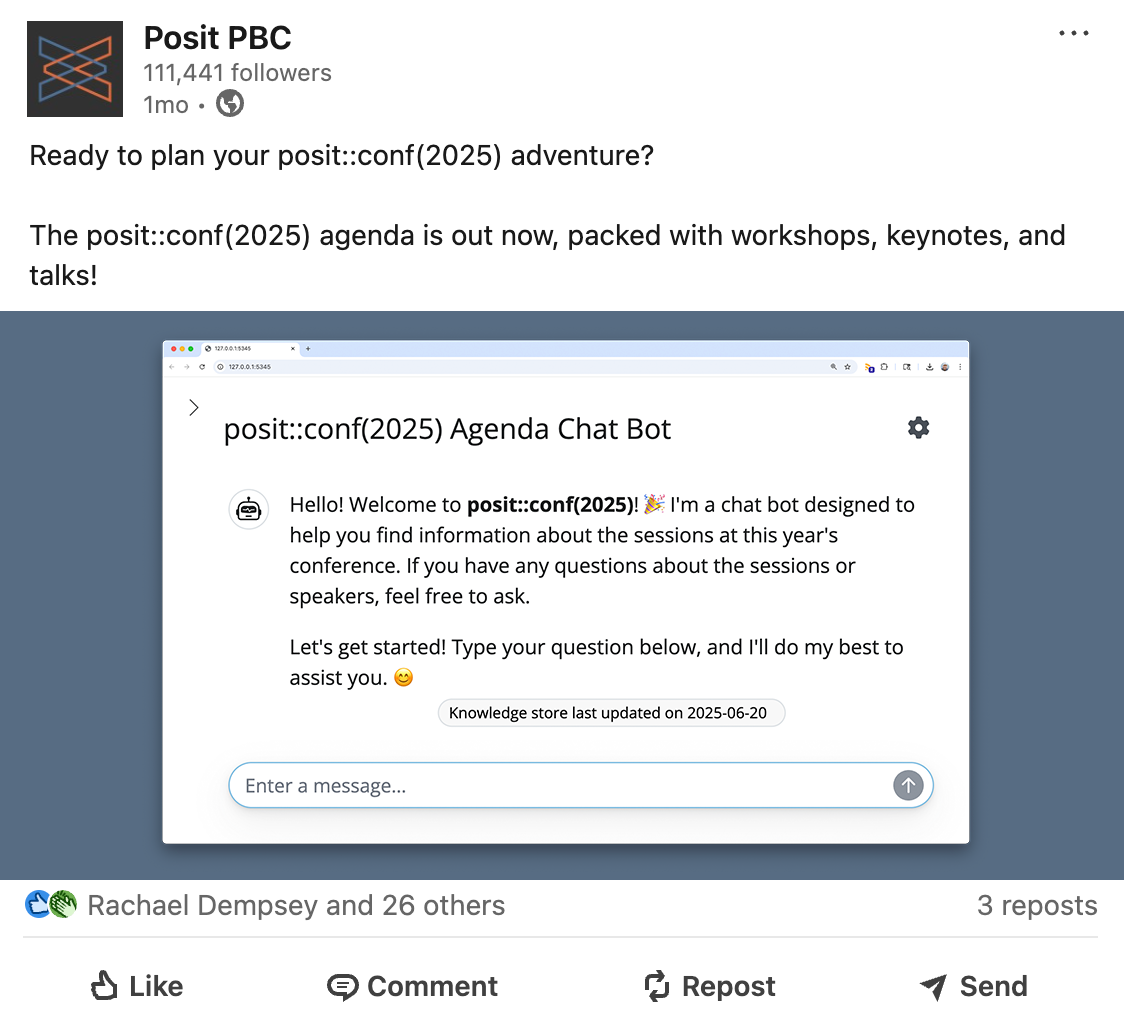 Posit PBC
111,441 followers
1mo •
Ready to plan your posit::conf(2025) adventure?
The posit::conf(2025) agenda is out now, packed with workshops, keynotes, and
talks!
127.0.0.1:5345
127.0.0.1:5345
posit::conf(2025) Agenda Chat Bot
Hello! Welcome to posit::conf(2025)! 🎉 I'm a chat bot designed to
help you find information about the sessions at this year's
conference. If you have any questions about the sessions or
speakers, feel free to ask.
Let's get started! Type your question below, and I'll do my best to
assist you. 😊
Knowledge store last updated on 2025-06-20
Enter a message...
Rachael Dempsey and 26 others
3 reposts
Like
Comment
Repost
Send